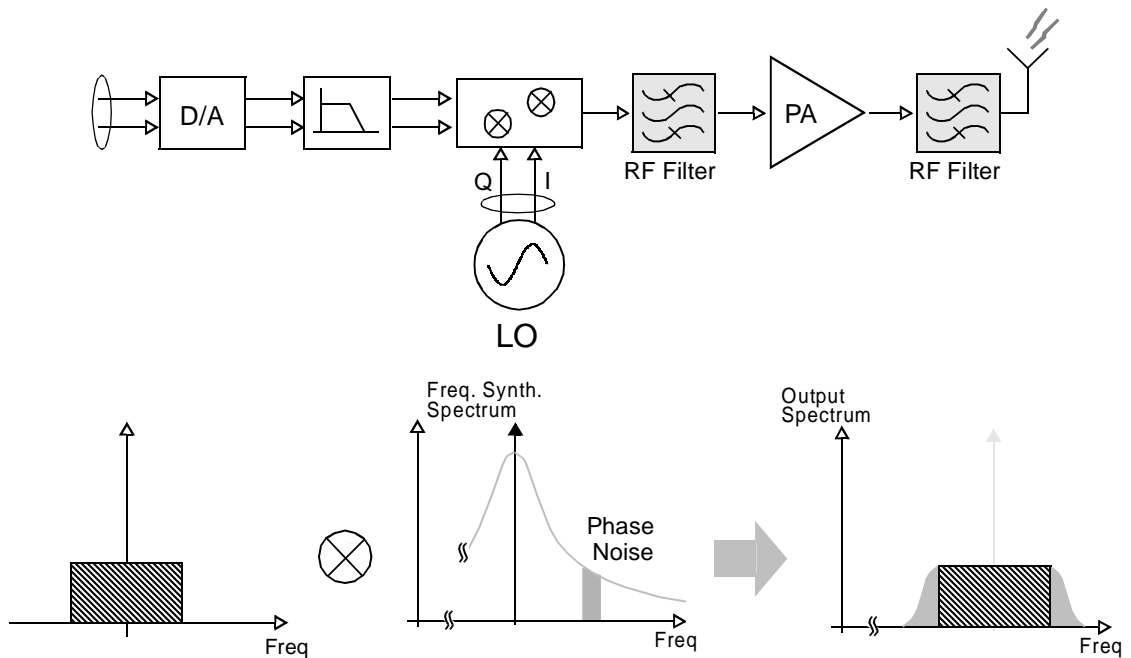 D/A
PA
RF Filter
RF Filter
Q
I
LO
Freq. Synth.
Spectrum
Output
Spectrum
Phase
Noise
Freq
Freq
Freq